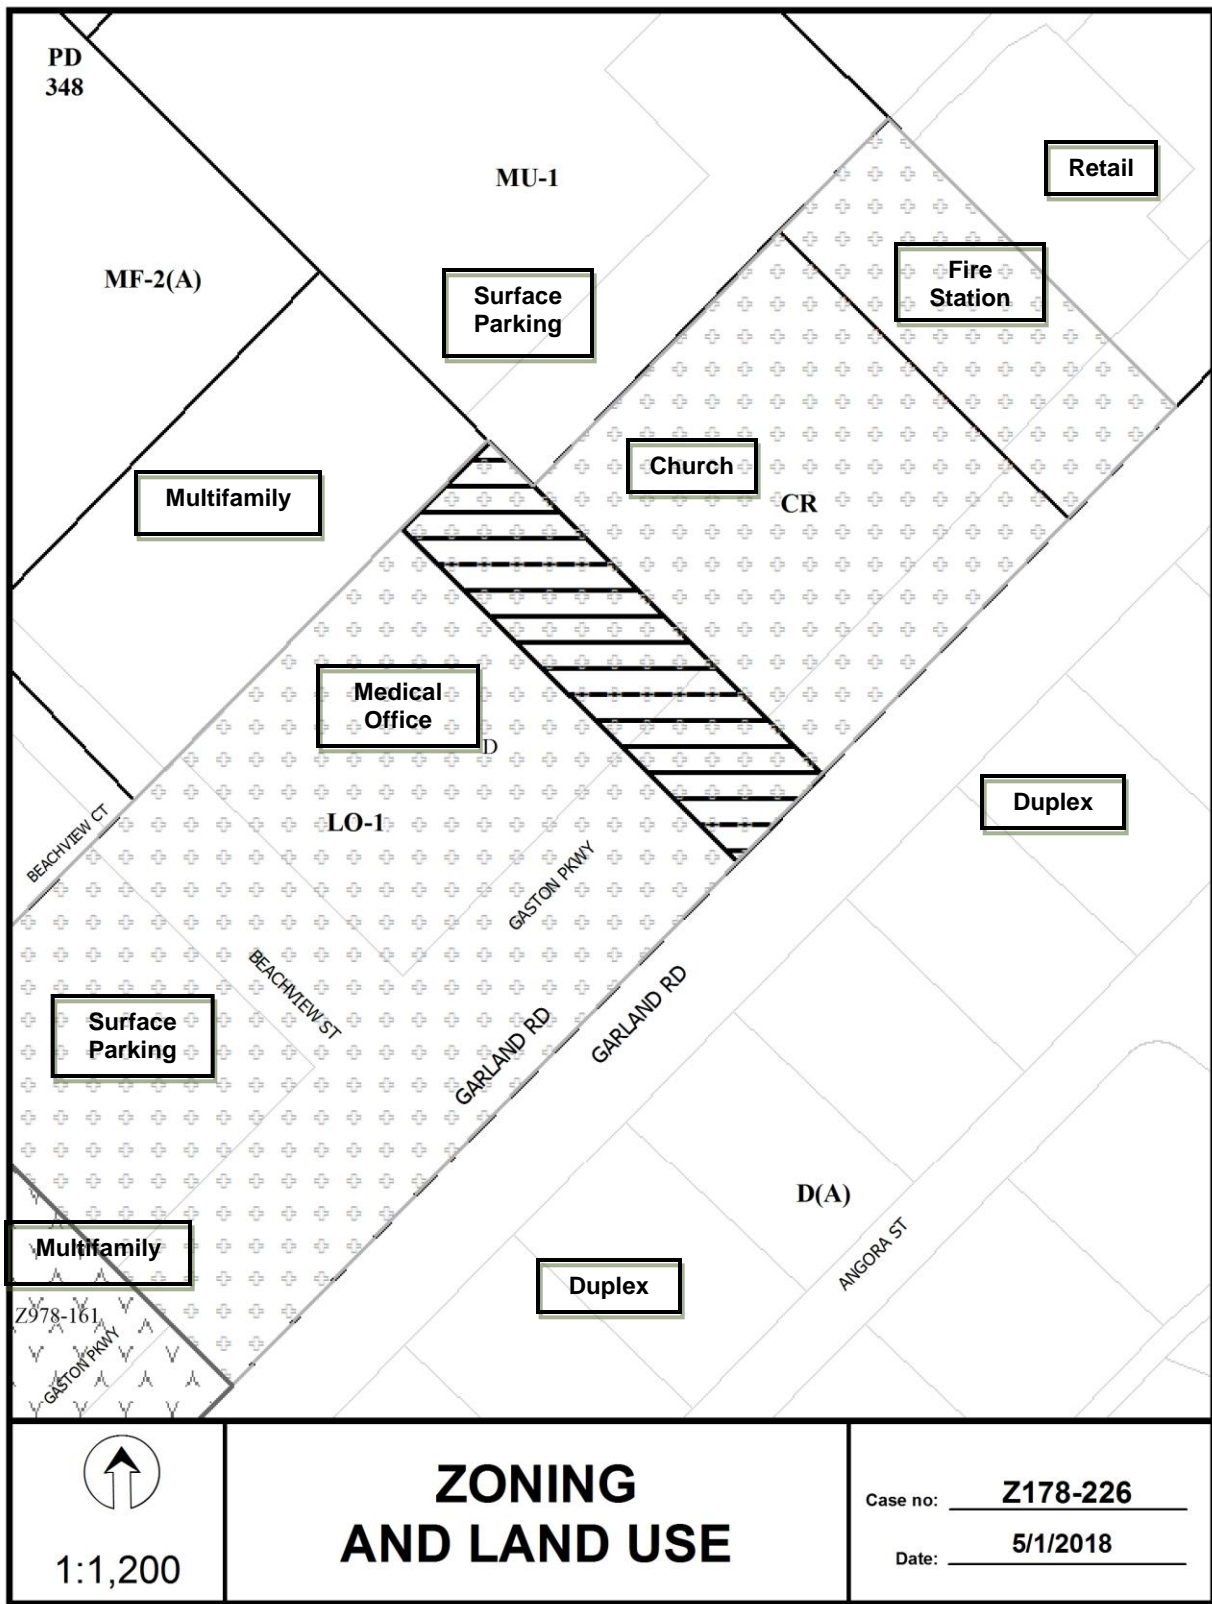 PD
348
MU-1
Retail
MF-2(A)
Fire
Station
Surface
Parking
Church
Multifamily
CR
Medical
Office
D
LO-1
Duplex
BEACHVIEW CT
GASTON PKWY
BEACHVIEW ST
GARLAND RD
GARLAND RD
Surface
Parking
D(A)
ANGORA ST
Multifamily
Duplex
Z978-161
GASTON PKWY
1:1,200
ZONING
AND LAND USE
Case no: Z178-226
Date: 5/1/2018